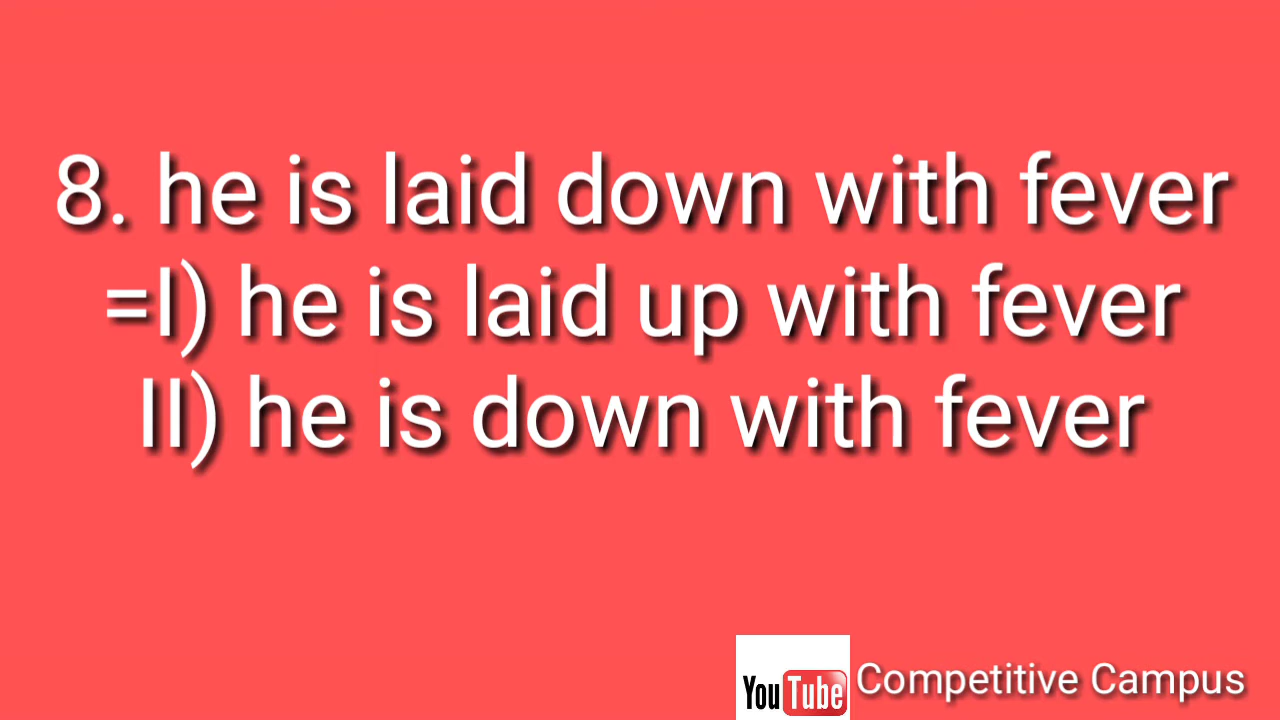 8. he is laid down with fever
=I) he is laid up with fever
II) he is down with fever
YouTube Competitive Campus